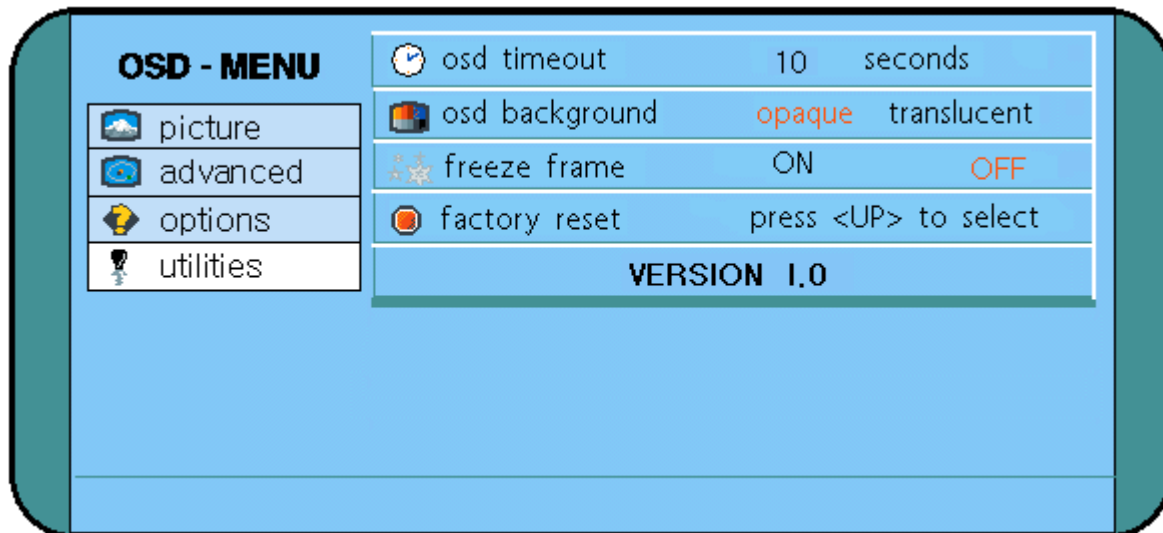 OSD - MENU
picture
advanced
options
utilities
osd timeout 10 seconds
osd background opaque translucent
freeze frame ON OFF
factory reset press <UP> to select
VERSION 1.0